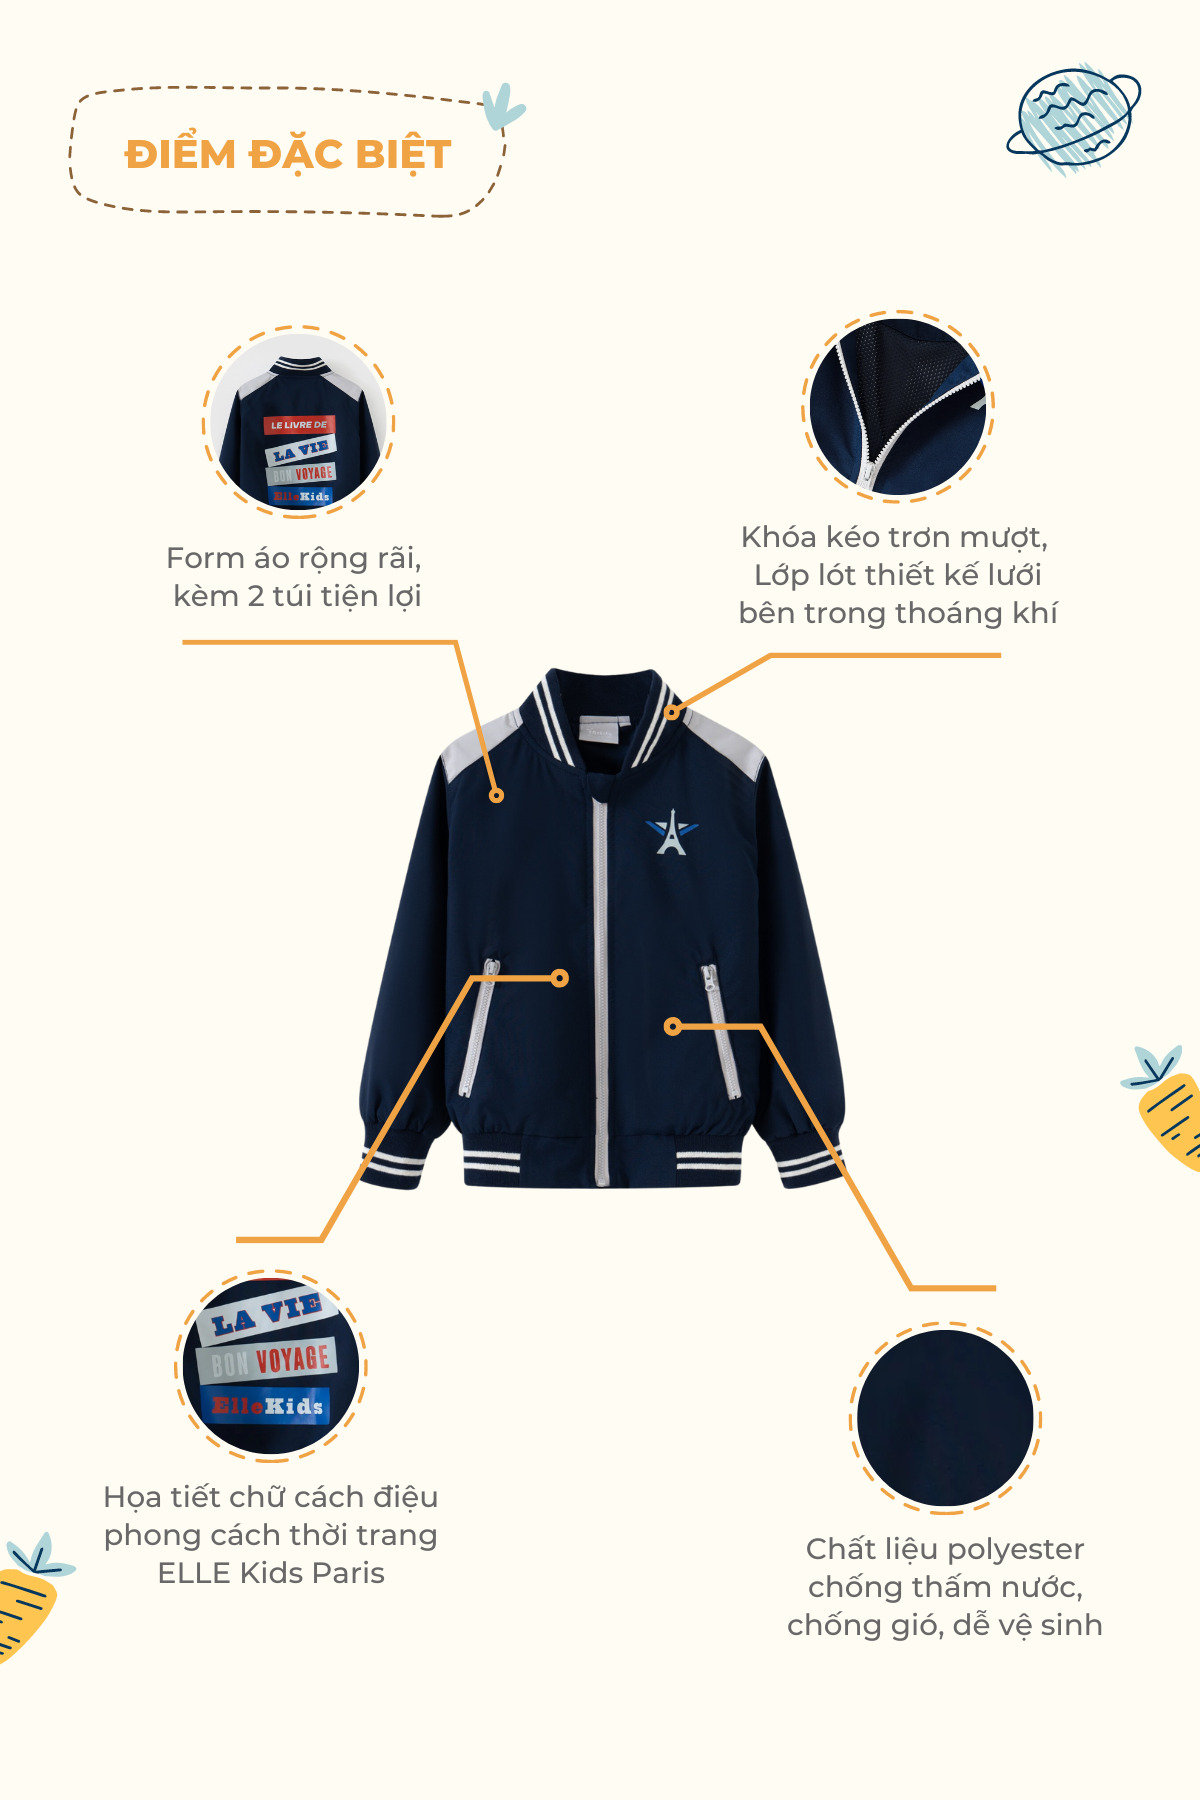 ĐIỂM ĐẶC BIỆT
LE LIVRE DE
LA VIE
BON VOYAGE
ElleKids
Form áo rộng rãi,
kèm 2 túi tiện lợi
Khóa kéo trơn mượt,
Lớp lót thiết kế lưới
bên trong thoáng khí
LA VIE
BON VOYAGE
ElleKids
Họa tiết chữ cách điệu
phong cách thời trang
ELLE Kids Paris
Chất liệu polyester
chống thấm nước,
chống gió, dễ vệ sinh